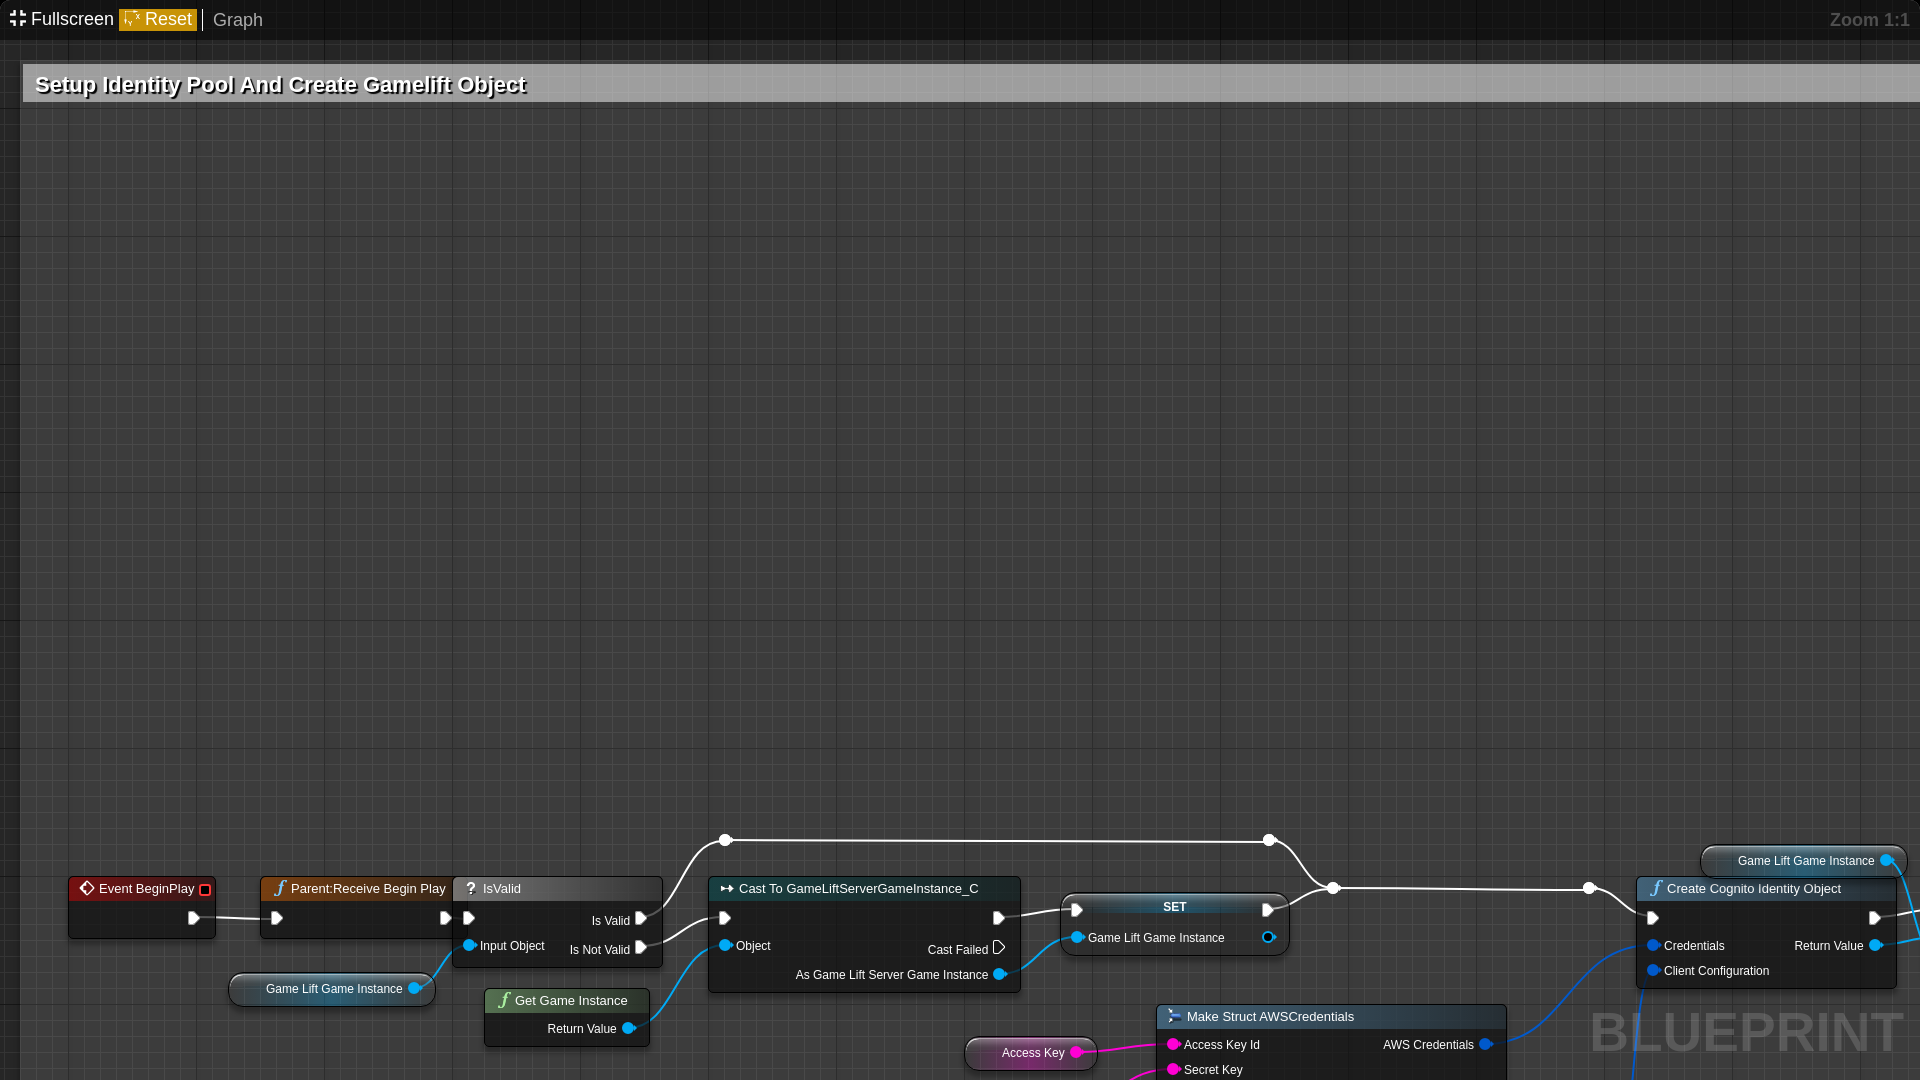 Fullscreen Reset Graph Zoom 1:1
Setup Identity Pool And Create Gamelift Object
Game Lift Game Instance
Event BeginPlay
Parent:Receive Begin Play
? IsValid
Is Valid
Input Object
Is Not Valid
Cast To GameLiftServerGameInstance_C
Object
Cast Failed
As Game Lift Server Game Instance
SET
Game Lift Game Instance
Create Cognito Identity Object
Credentials
Return Value
Client Configuration
Game Lift Game Instance
Get Game Instance
Return Value
Make Struct AWSCredentials
Access Key
Access Key Id
AWS Credentials
Secret Key
BLUEPRINT